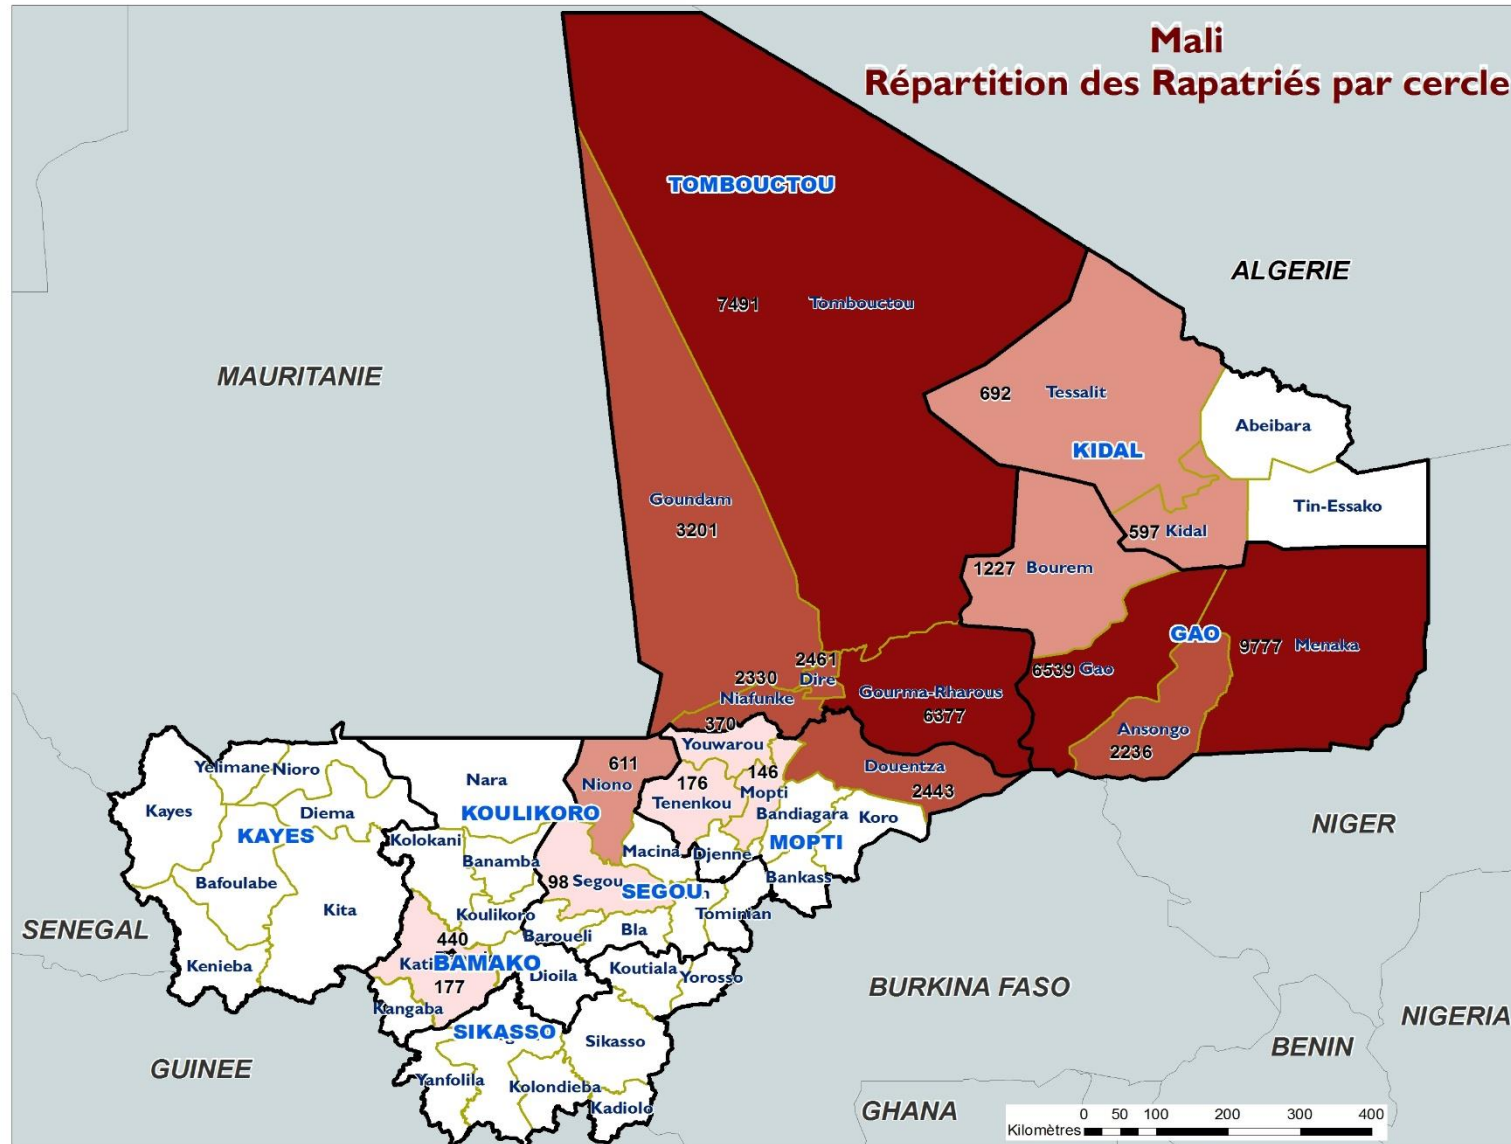 Mali
Répartition des Rapatriés par cercle
TOMBOUCTOU
ALGERIE
7491 Tombouctou
MAURITANIE
692 Tessalit
Abeibara
KIDAL
Goundam
3201
Tin-Essako
597 Kidal
1227 Bourem
GAO
9777 Menaka
2461
6539 Gao
2330 Dire
Niafunke
Gourma-Rharous
6377
370
Ansongo
2236
Youwarou
611
Niono
Douentza
2443
Yelimane
Nioro
Nara
176
146
Tenenkou
Mopti
Kayes
Diema
KOULIKORO
Bandiagara
Koro
NIGER
KAYES
Kolokani
MOPTI
Macina
Djenne
Banamba
Bankass
Bafoulabe
98 Segou
SEGOU
Kita
Koulikoro
Tominian
SENEGAL
Baroueli
Bla
440
Kati
BAMAKO
Kenieba
Dioila
Koutiala
Yorosso
177
BURKINA FASO
Kangaba
NIGERIA
SIKASSO
Sikasso
BENIN
GUINEE
Yanfolila
Kolondieba
Kadiolo
GHANA
0 50 100 200 300 400
Kilomètres